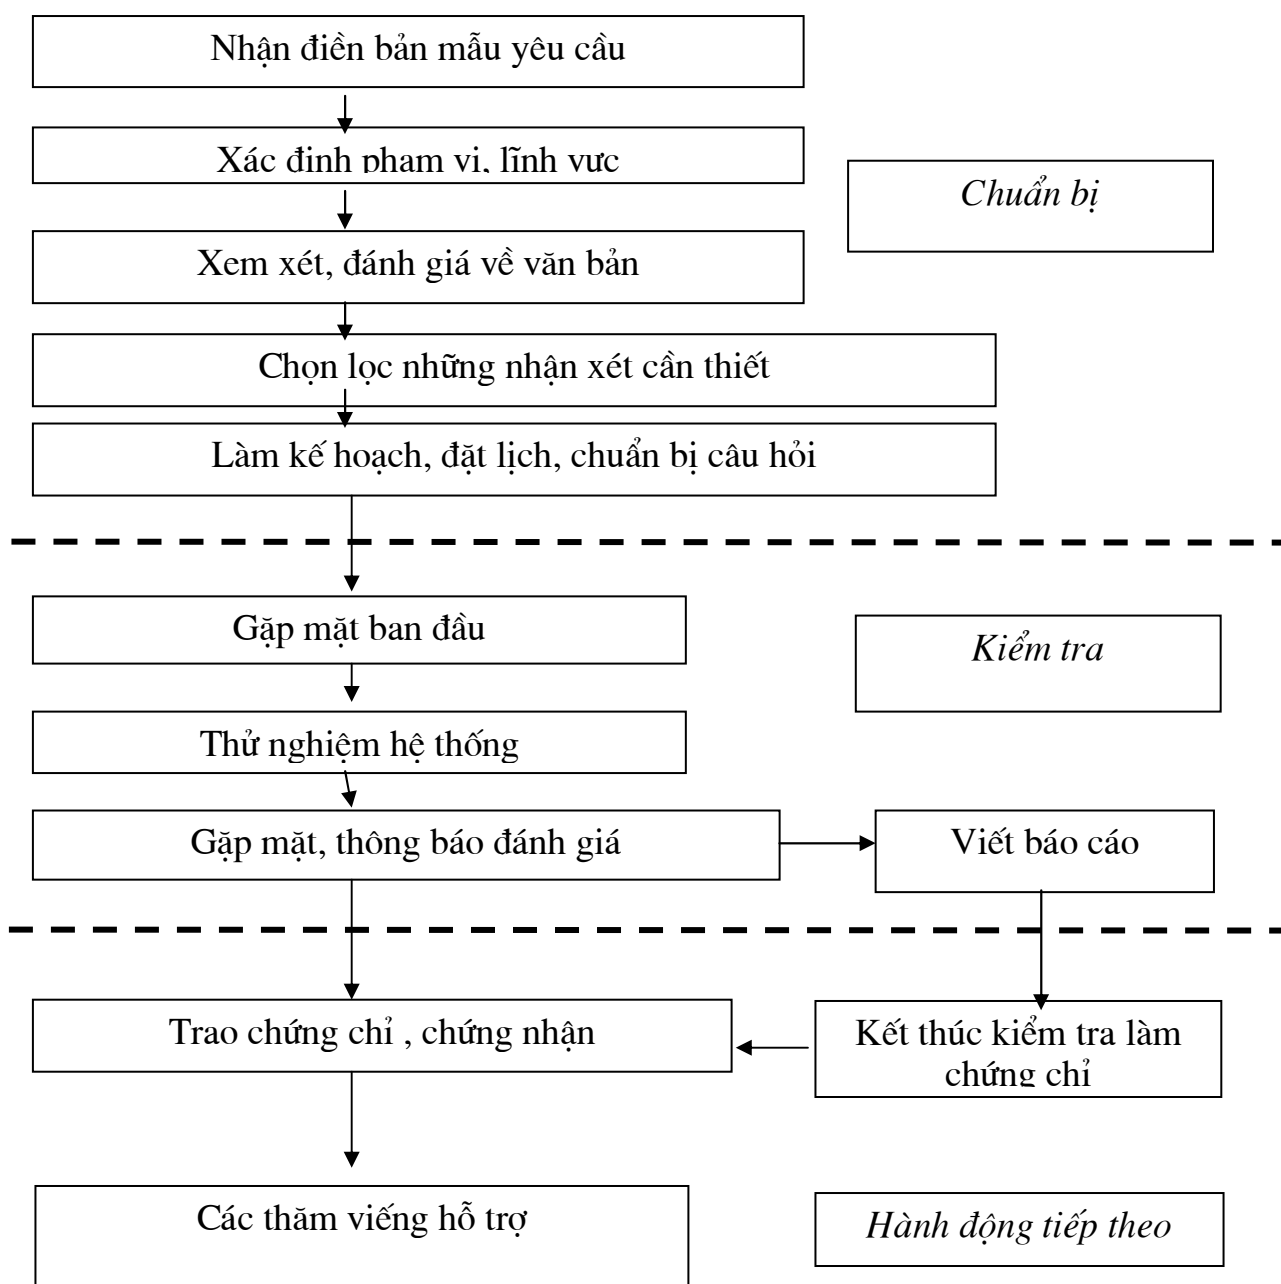 Nhận điền bản mẫu yêu cầu
Xác định phạm vi, lĩnh vực
Chuẩn bị
Xem xét, đánh giá về văn bản
Chọn lọc những nhận xét cần thiết
Làm kế hoạch, đặt lịch, chuẩn bị câu hỏi
Gặp mặt ban đầu
Kiểm tra
Thử nghiệm hệ thống
Gặp mặt, thông báo đánh giá
Viết báo cáo
Trao chứng chỉ , chứng nhận
Kết thúc kiểm tra làm
chứng chỉ
Các thăm viếng hỗ trợ
Hành động tiếp theo